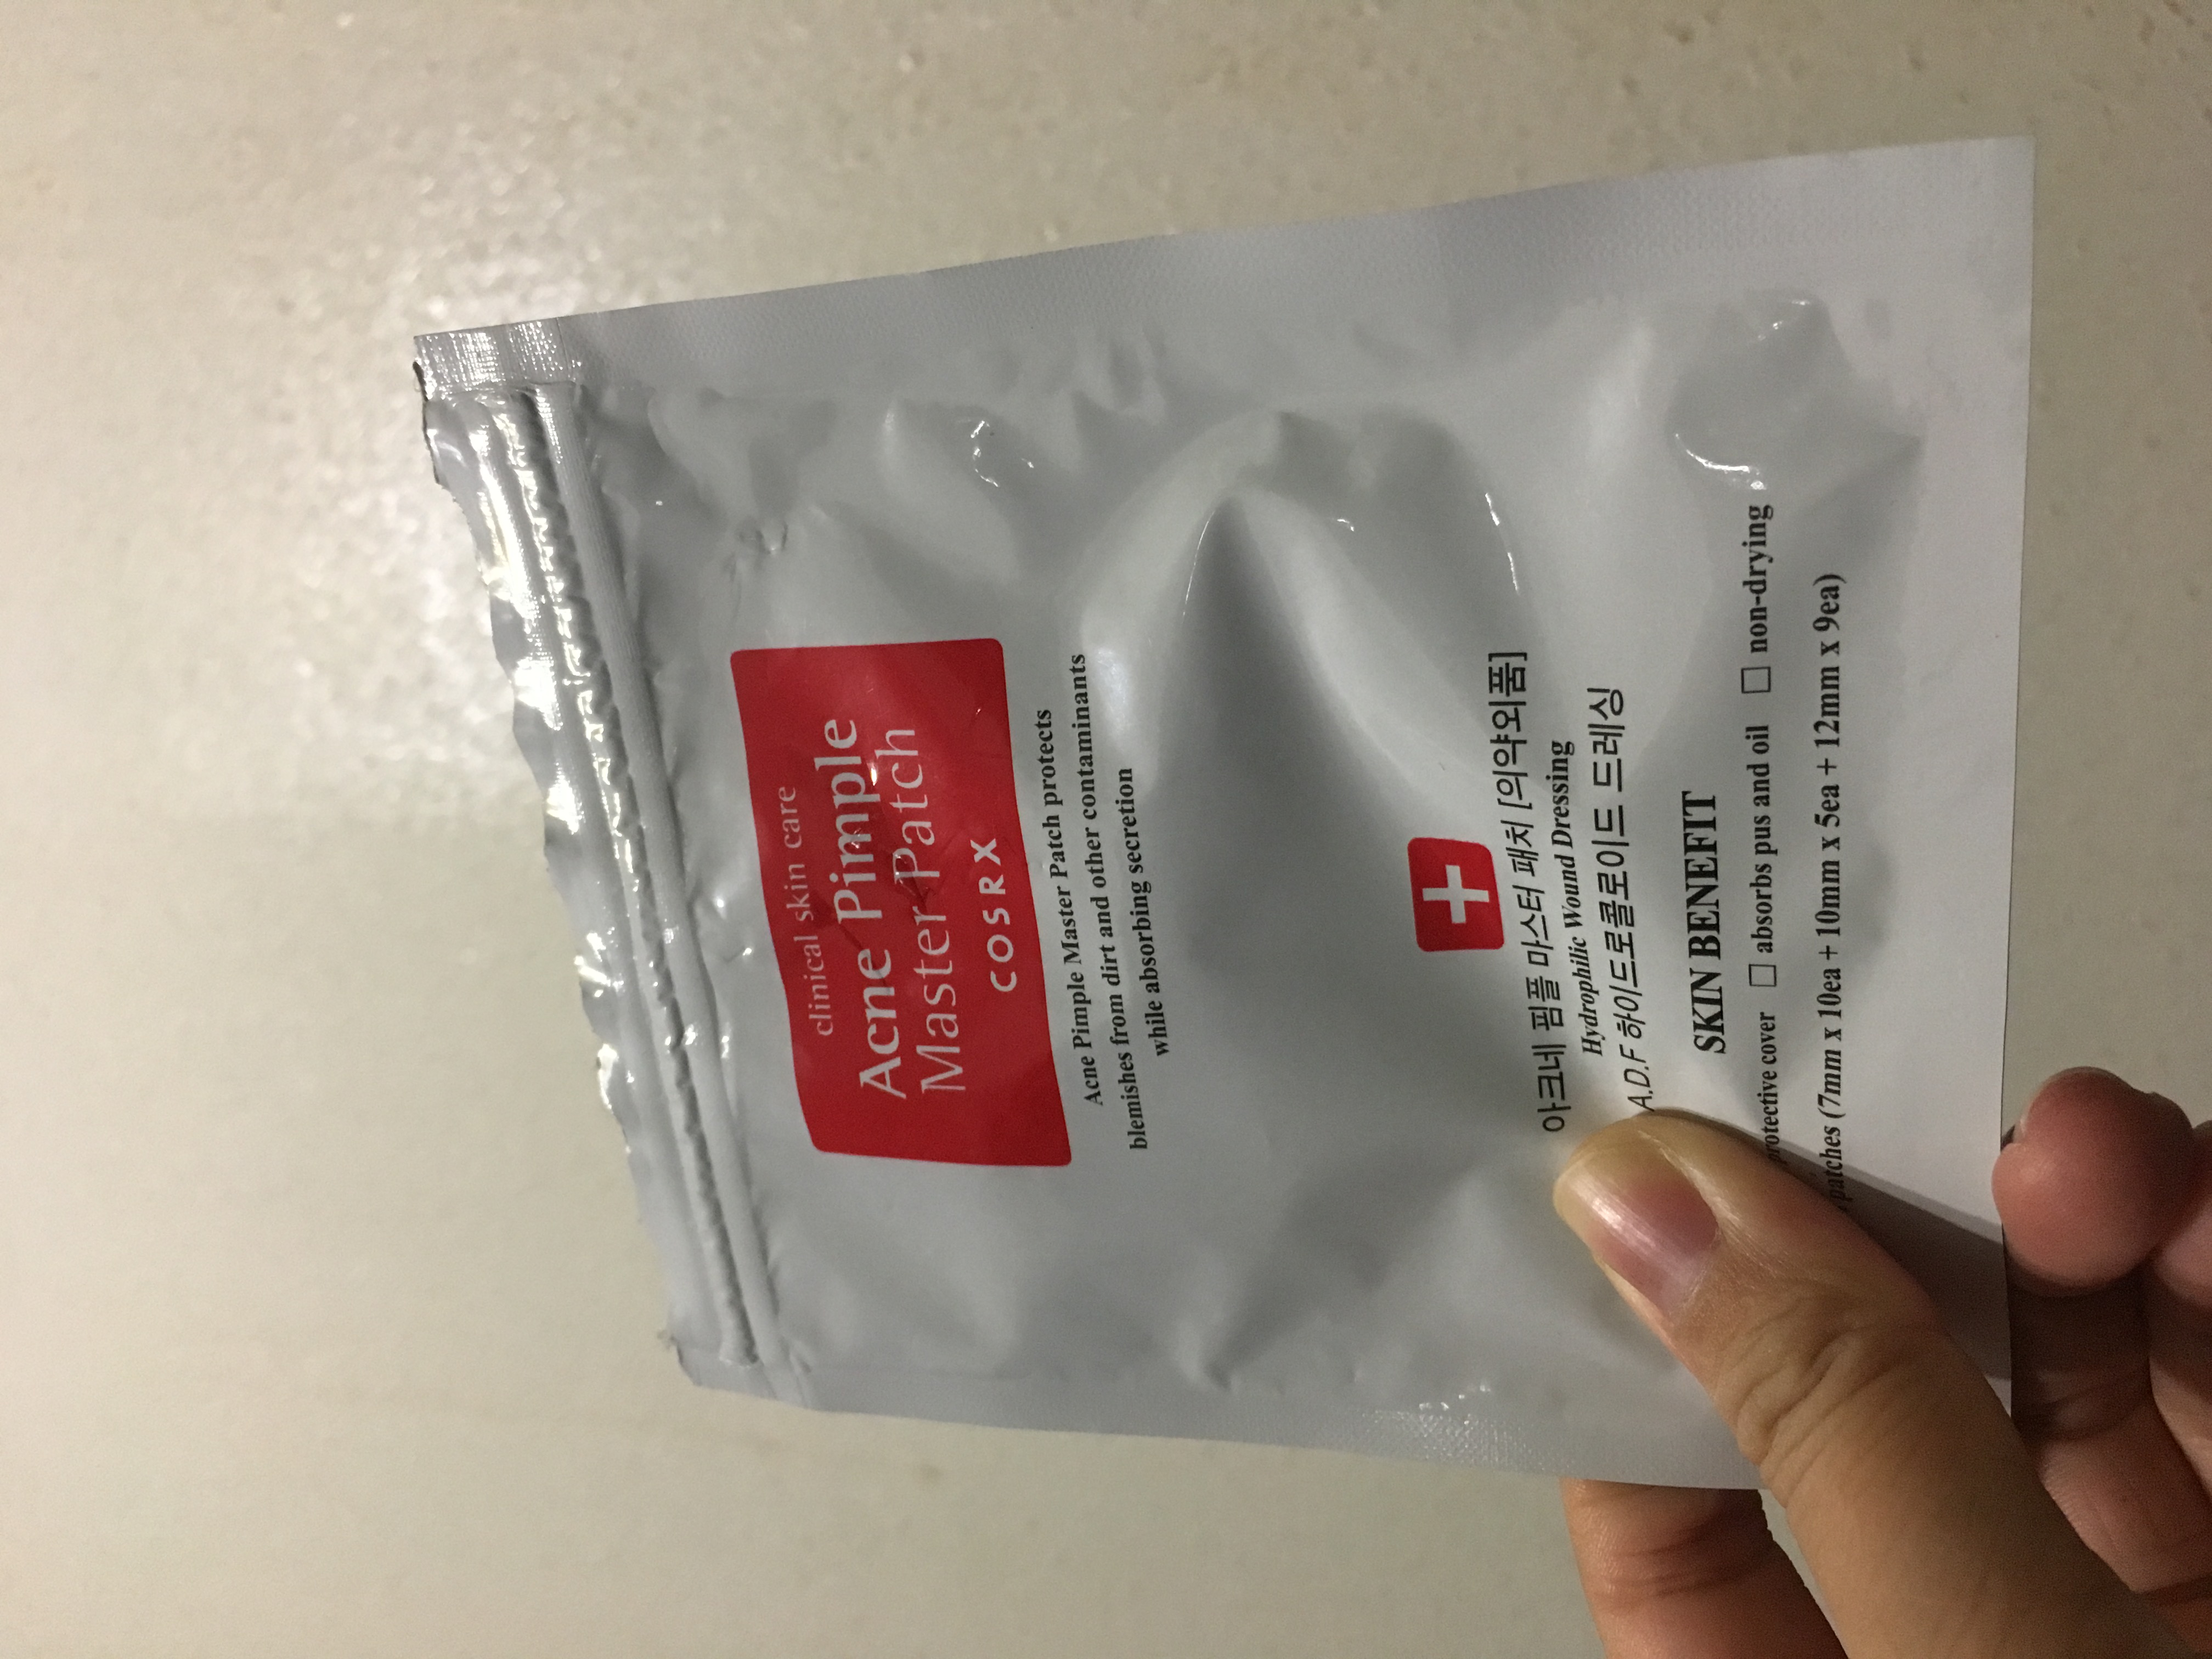 clinical skin care
Acne Pimple
Master Patch
COSRX
Acne Pimple Master Patch protects
blemishes from dirt and other contaminants
while absorbing secretion
아크네 핌플 마스터 패치 [의약외품]
Hydrophilic Wound Dressing
A.D.F 하이드로콜로이드 드레싱
SKIN BENEFIT
protective cover □ absorbs pus and oil □ non-drying
patches (7mm x 10ea + 10mm x 5ea + 12mm x 9ea)